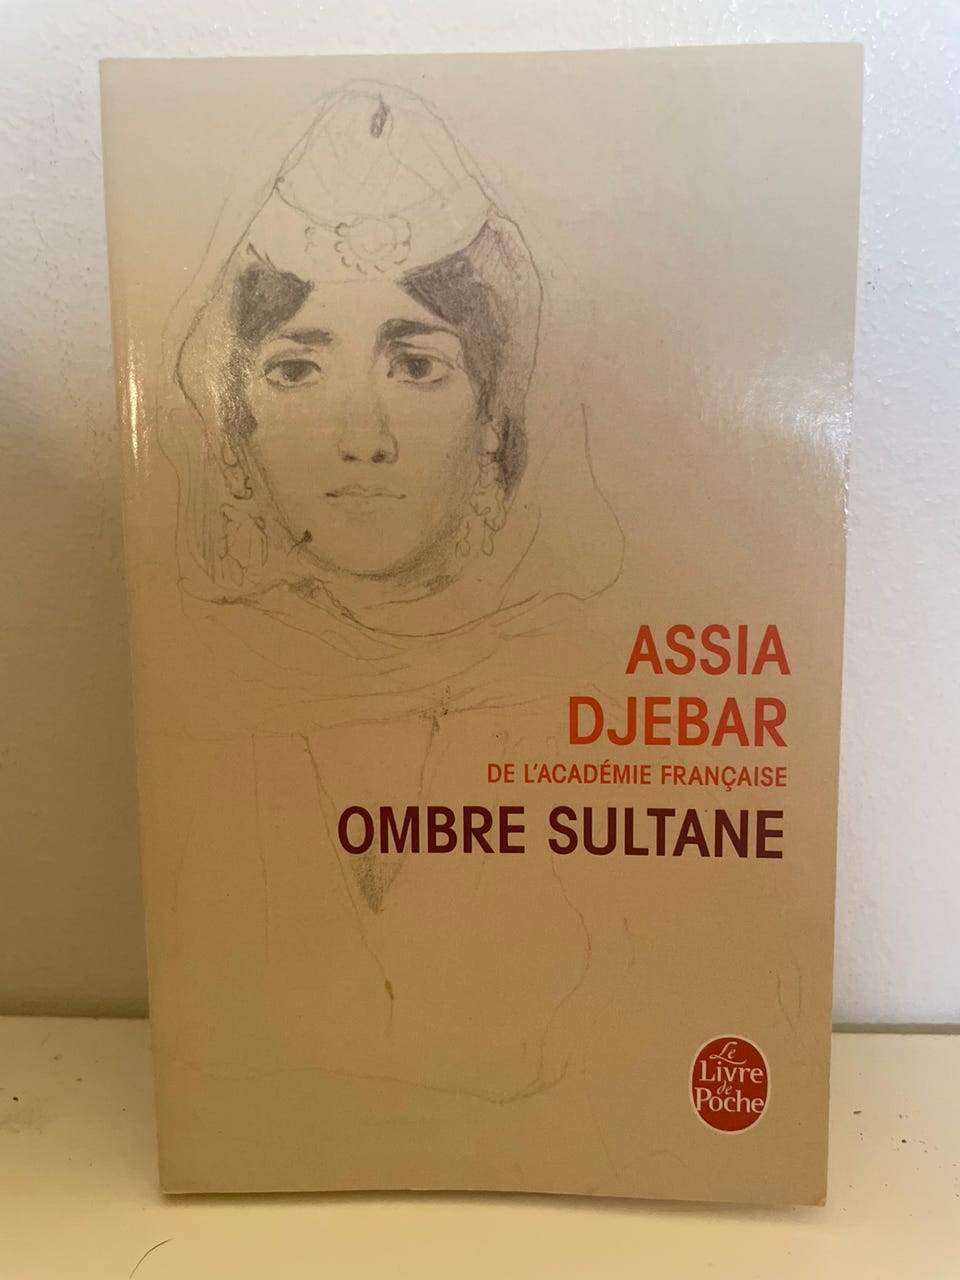 ASSIA
DJEBAR
DE L'ACADÉMIE FRANÇAISE
OMBRE SULTANE
Le
Livre
de
Poche